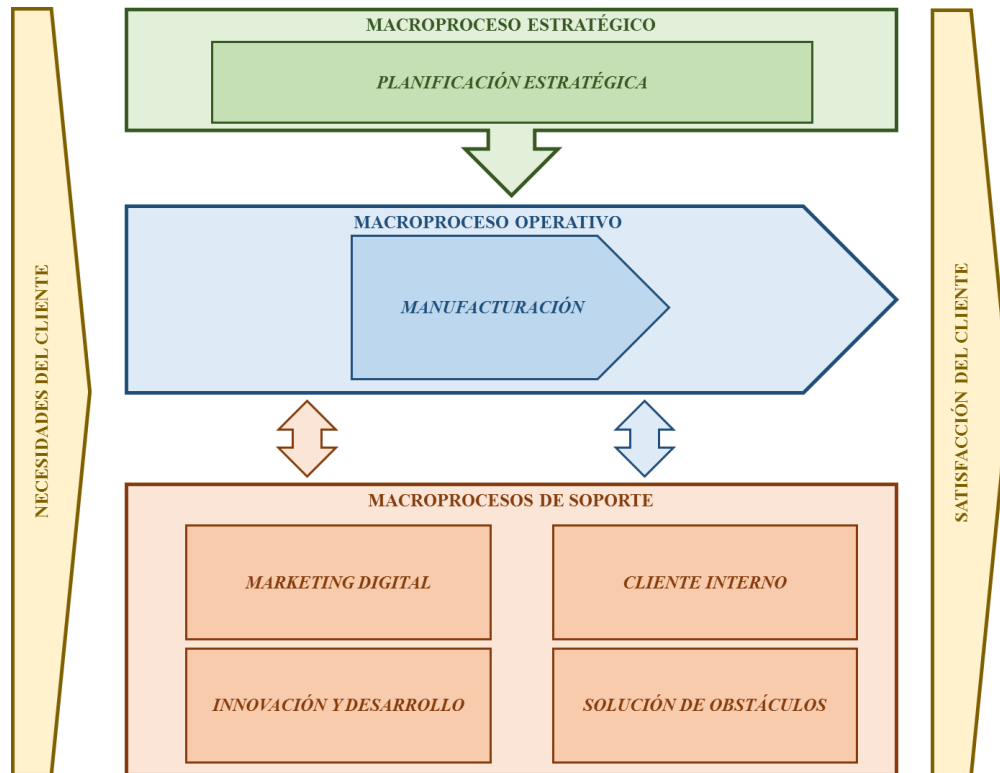 NECESIDADES DEL CLIENTE
MACROPROCESO ESTRATÉGICO
PLANIFICACIÓN ESTRATÉGICA
MACROPROCESO OPERATIVO
MANUFACTURACIÓN
MACROPROCESOS DE SOPORTE
MARKETING DIGITAL
CLIENTE INTERNO
INNOVACIÓN Y DESARROLLO
SOLUCIÓN DE OBSTÁCULOS
SATISFACCIÓN DEL CLIENTE